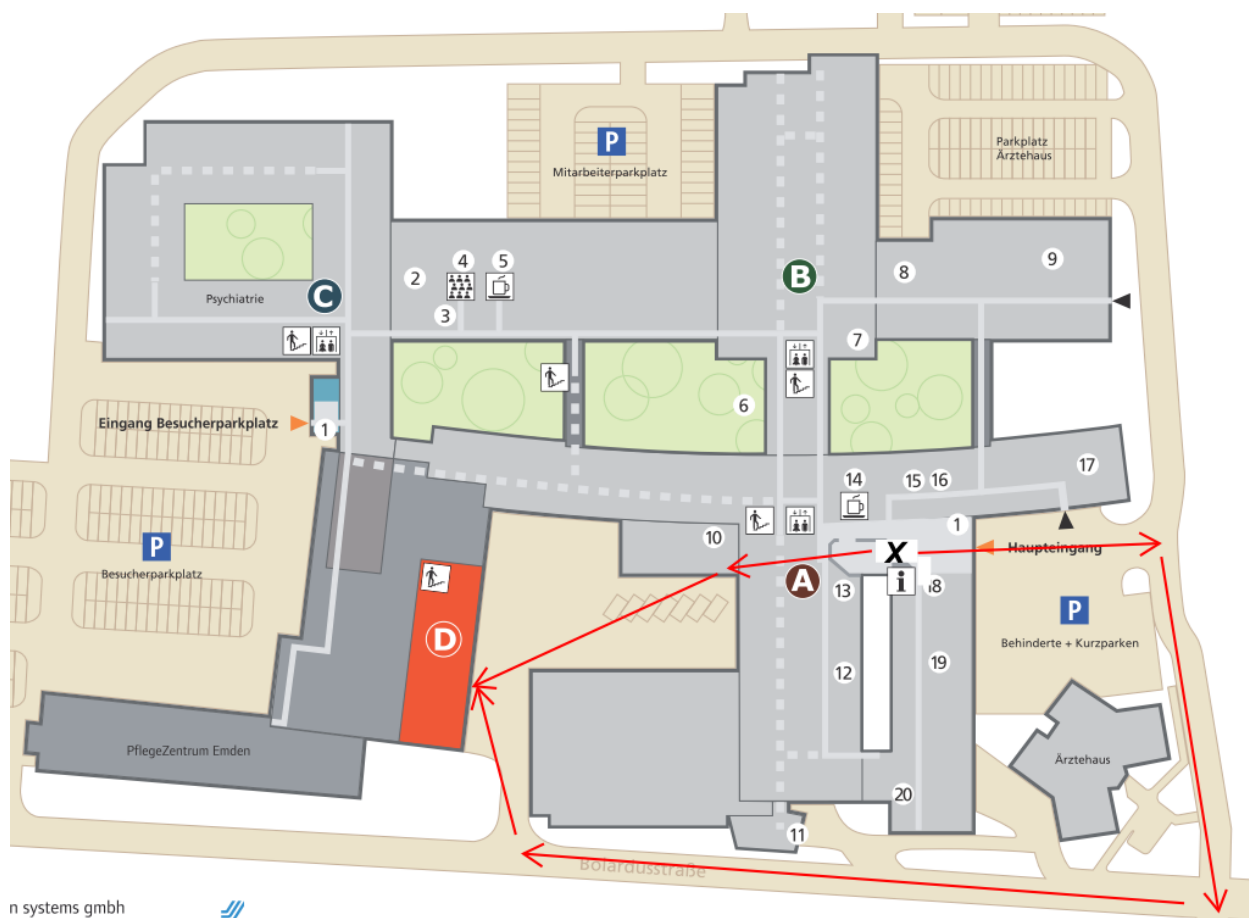 P
Mitarbeiterparkplatz
Parkplatz
Ärztehaus
4
5
B
2
8
9
Psychiatrie
C
3
7
6
Eingang Besucherparkplatz
1
14
15
16
17
P
Besucherparkplatz
10
1
X
Haupteingang
A
13
i
18
P
D
Behinderte + Kurzparken
12
19
PflegeZentrum Emden
Ärztehaus
20
11
Bolardusstraße
n systems gmbh